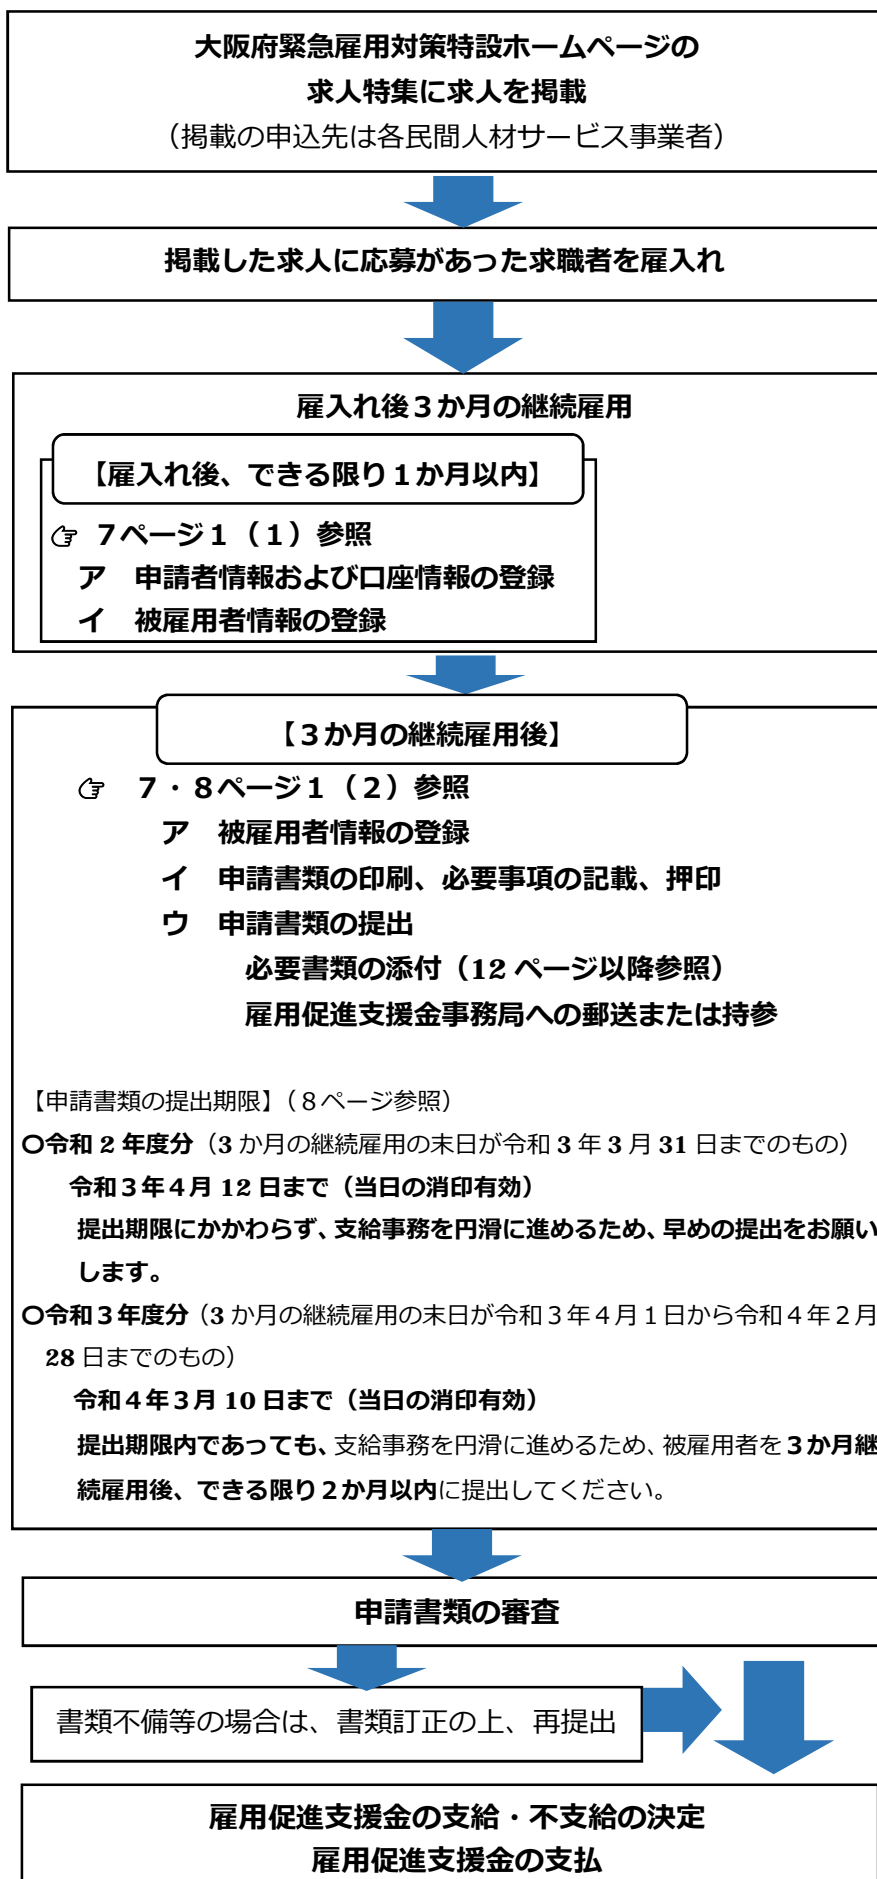 大阪府緊急雇用対策特設ホームページの
求人特集に求人を掲載
（掲載の申込先は各民間人材サービス事業者）
掲載した求人に応募があった求職者を雇入れ
雇入れ後３か月の継続雇用
【雇入れ後、できる限り１か月以内】
☞ ７ページ１（１）参照
ア　申請者情報および口座情報の登録
イ　被雇用者情報の登録
【３か月の継続雇用後】
☞ ７・８ページ１（２）参照
ア　被雇用者情報の登録
イ　申請書類の印刷、必要事項の記載、押印
ウ　申請書類の提出
必要書類の添付（12 ページ以降参照）
雇用促進支援金事務局への郵送または持参
【申請書類の提出期限】（８ページ参照）
〇令和 2 年度分（3 か月の継続雇用の末日が令和 3 年 3 月 31 日までのもの）
令和３年４月 12 日まで（当日の消印有効）
提出期限にかかわらず、支給事務を円滑に進めるため、早めの提出をお願い
します。
〇令和３年度分（3 か月の継続雇用の末日が令和３年４月１日から令和４年２月
28 日までのもの）
令和４年３月 10 日まで（当日の消印有効）
提出期限内であっても、支給事務を円滑に進めるため、被雇用者を３か月継
続雇用後、できる限り２か月以内に提出してください。
申請書類の審査
書類不備等の場合は、書類訂正の上、再提出
雇用促進支援金の支給・不支給の決定
雇用促進支援金の支払